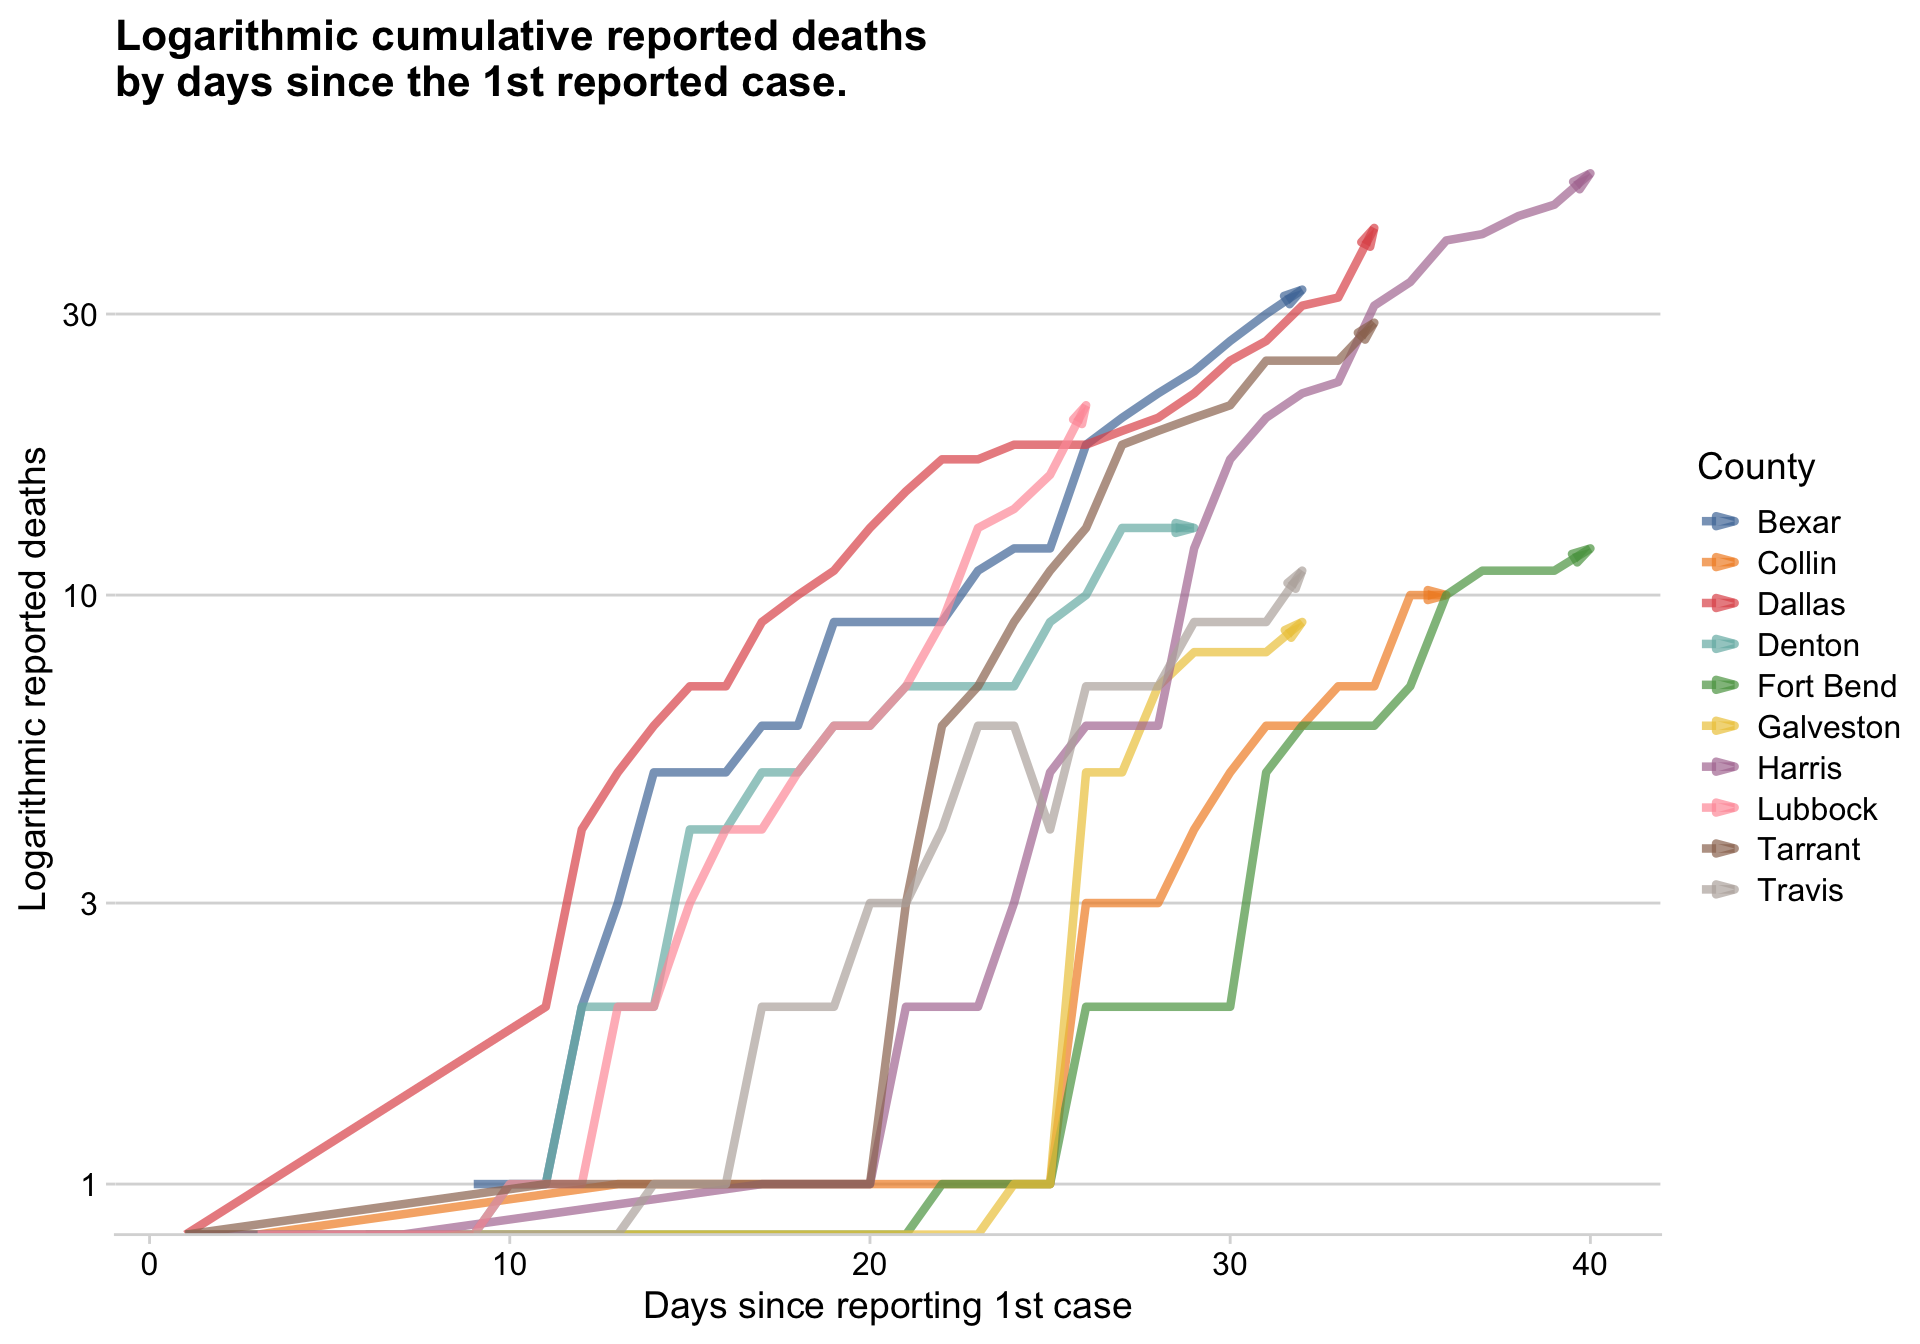 Logarithmic cumulative reported deaths
by days since the 1st reported case.
Logarithmic reported deaths
30
10
3
1
0 10 20 30 40
Days since reporting 1st case
County
Bexar
Collin
Dallas
Denton
Fort Bend
Galveston
Harris
Lubbock
Tarrant
Travis